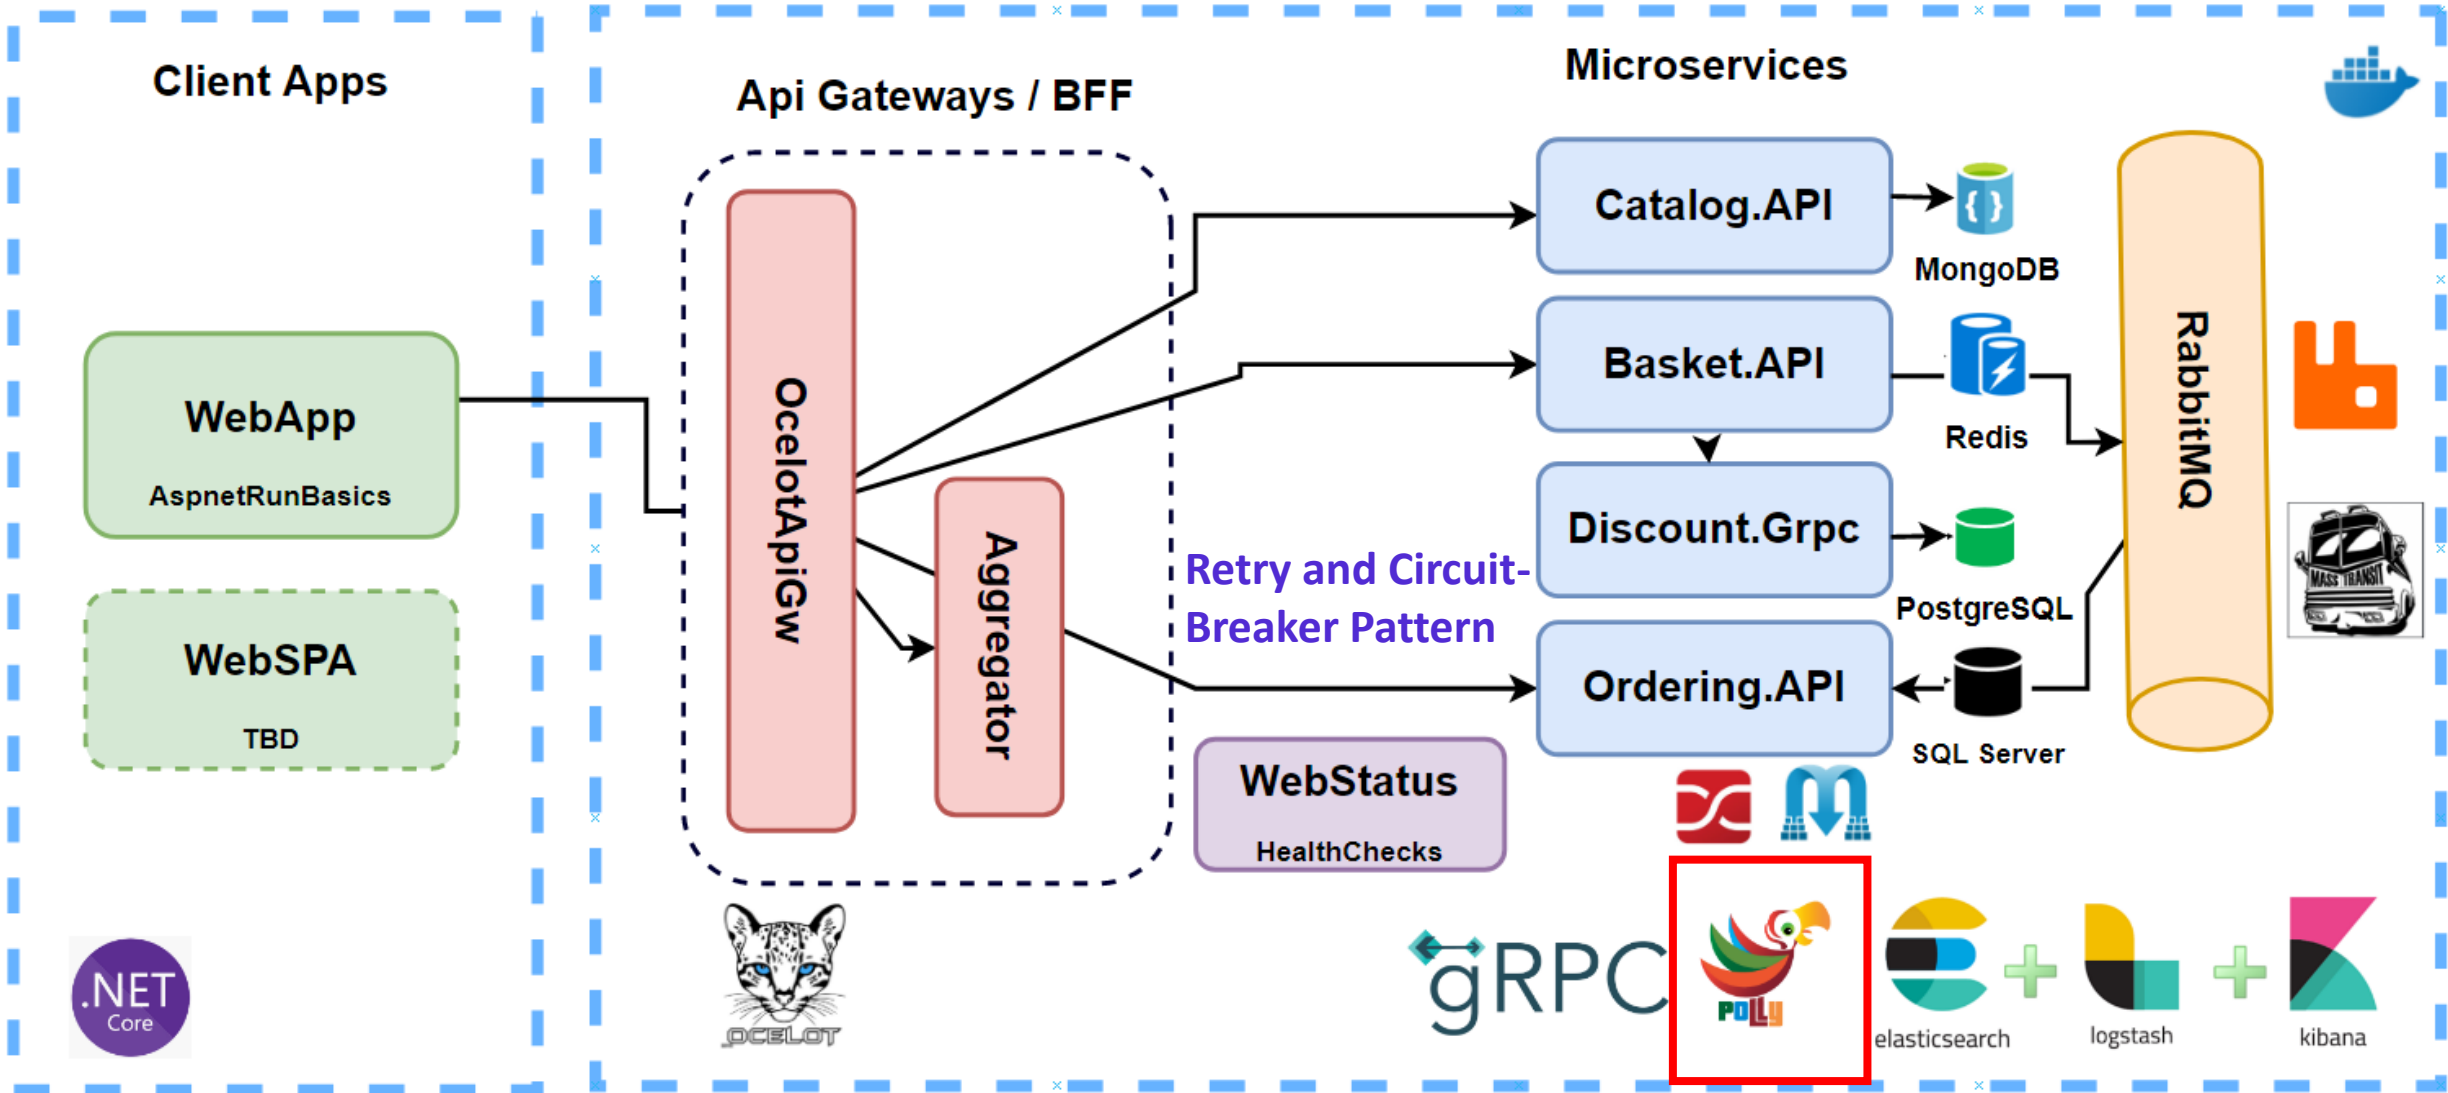 Client Apps
Api Gateways / BFF
Microservices
WebApp
AspnetRunBasics
WebSPA
TBD
OcelotApiGw
Aggregator
Catalog.API
MongoDB
Basket.API
Redis
Discount.Grpc
PostgreSQL
Ordering.API
SQL Server
RabbitMQ
MASS TRANSIT
Retry and Circuit-
Breaker Pattern
WebStatus
HealthChecks
.NET
Core
OCELOT
gRPC
POLLY
elasticsearch
logstash
kibana